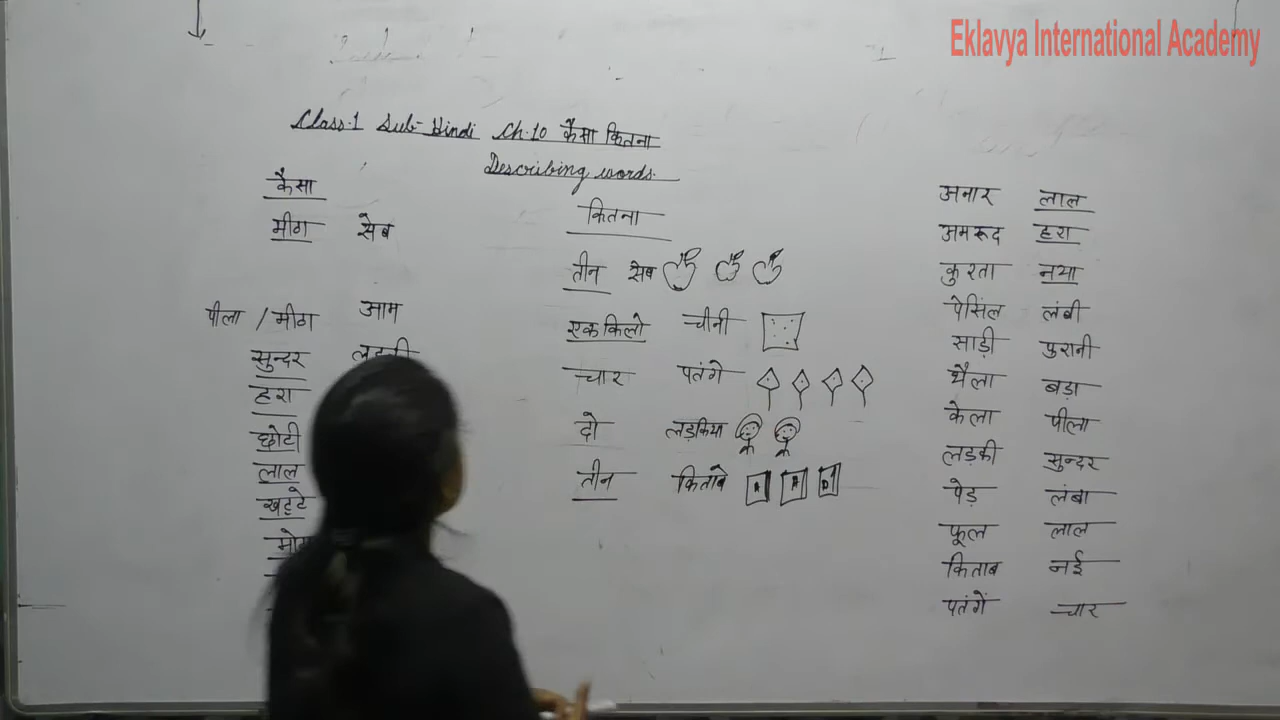 Eklavya International Academy
Class-1 Sub- Hindi Ch.10 कैसा कितना
Describing words.
कैसा
मीठा सेब
पीला / मीठा आम
सुन्दर
हरा
छोटी
लाल
खट्टे
कितना
तीन सेब
एक किलो चीनी
चार पतंगे
दो लड़किया
तीन किताबे
अनार लाल
अमरूद हरा
कुरता नया
पेसिंल लंबी
साड़ी पुरानी
थैला बड़ा
केला पीला
लड़की सुन्दर
पेड़ लंबा
फूल लाल
किताब नई
पतंगें चार